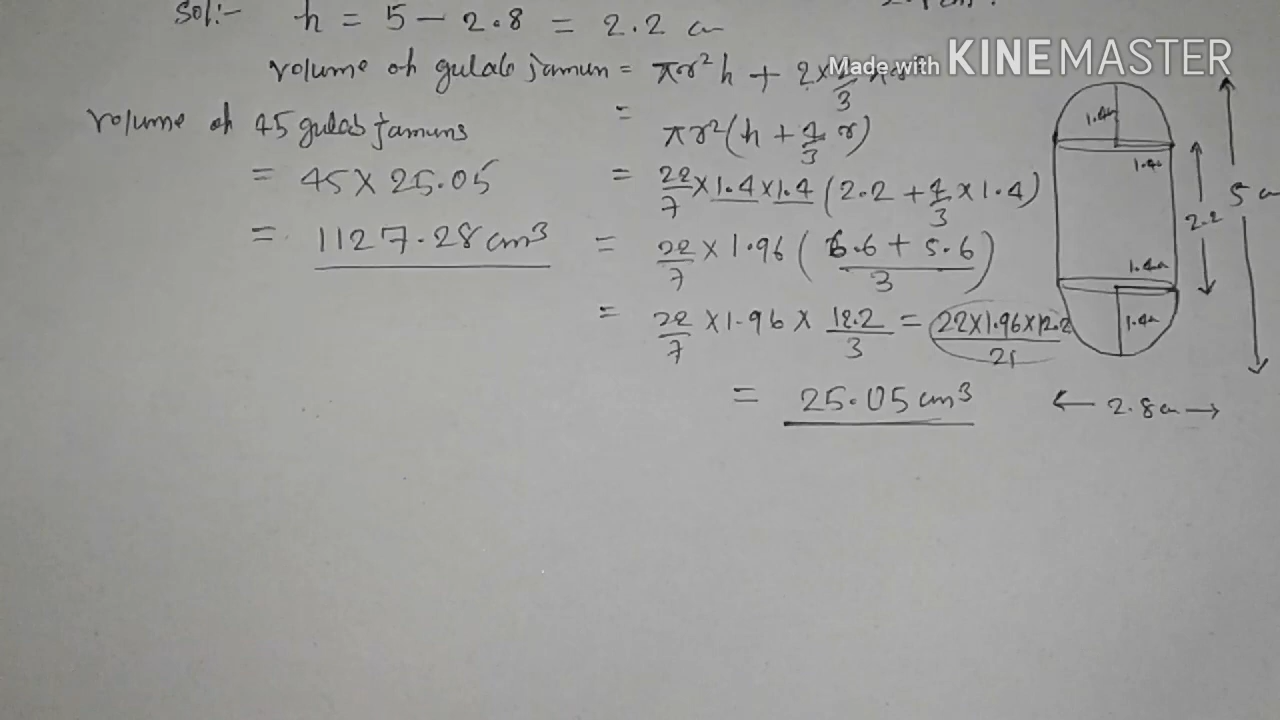 Sol:- h = 5 - 2.8 = 2.2 cm
Made with KINEMASTER
volume of gulab jamun = πr²h + 2×
volume of 45 gulab jamuns
= πr²(h + 4/3 r)
= 45 × 25.05
= 22/7 × 1.4 × 1.4 (2.2 + 4/3 × 1.4)
= 1127.28 cm³
= 22/7 × 1.96 ( 6.6 + 5.6 / 3 )
= 22/7 × 1.96 × 12.2/3 = 22×1.96×12.2 / 21
= 25.05 cm³
1.4
1.4
2.2
5 cm
1.4
1.4
← 2.8 cm →